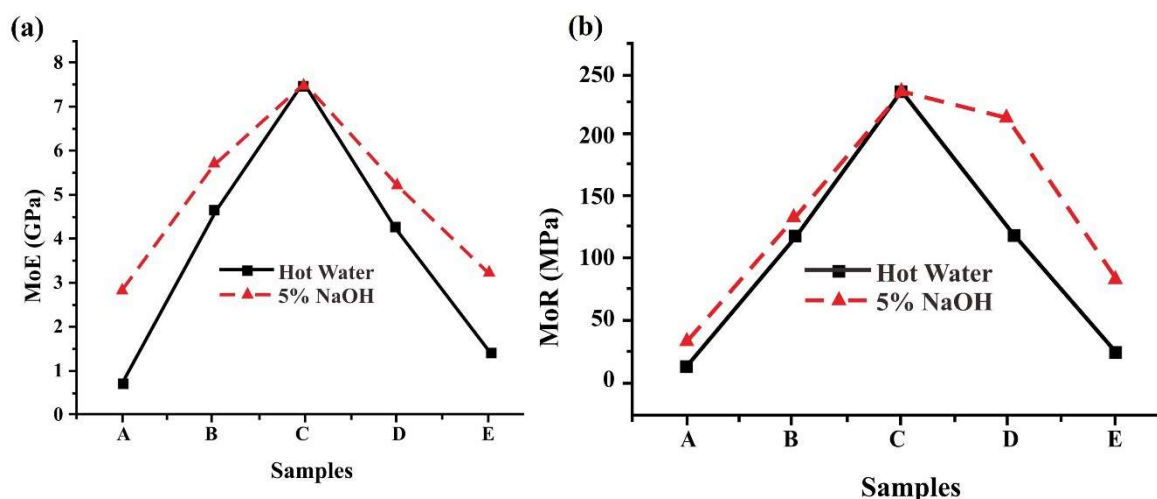 (a)
8
7
6
5
4
3
2
1
0
MoE (GPa)
Hot Water
5% NaOH
A B C D E
Samples
(b)
250
200
150
100
50
0
MoR (MPa)
Hot Water
5% NaOH
A B C D E
Samples